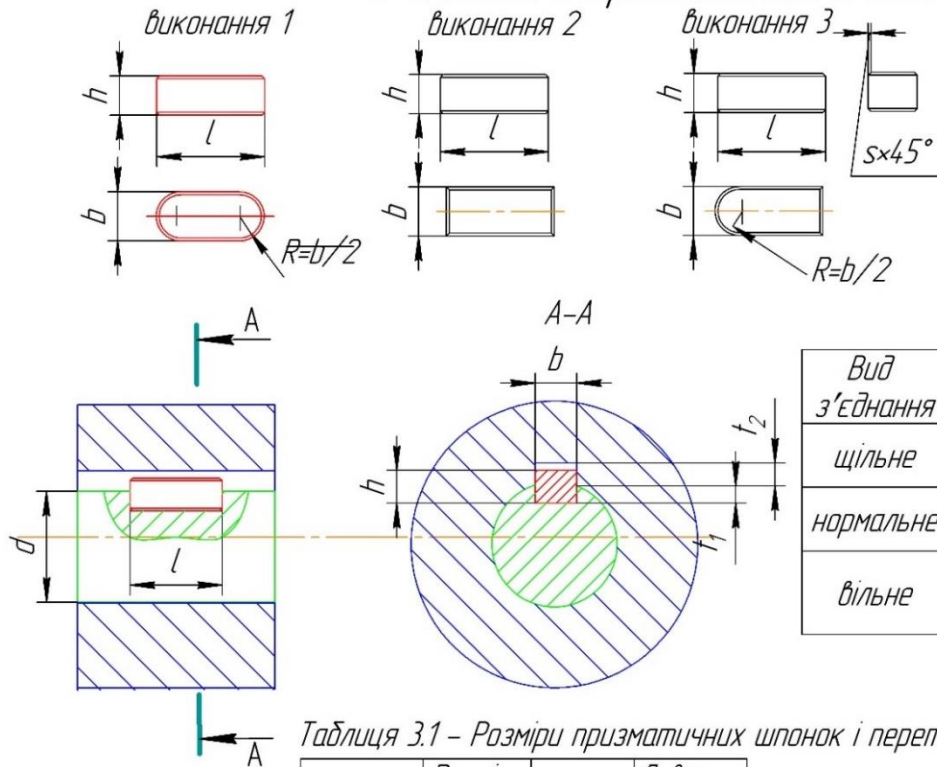 виконання 1
виконання 2
виконання 3
h
l
h
l
h
l
s×45°
b
R=b/2
b
b
R=b/2
A
A-A
b
t₂
h
t₁
d
l
A
Вид
з'єднання
щільне
нормальне
вільне
Таблиця 3.1 – Розміри призматичних шпонок і